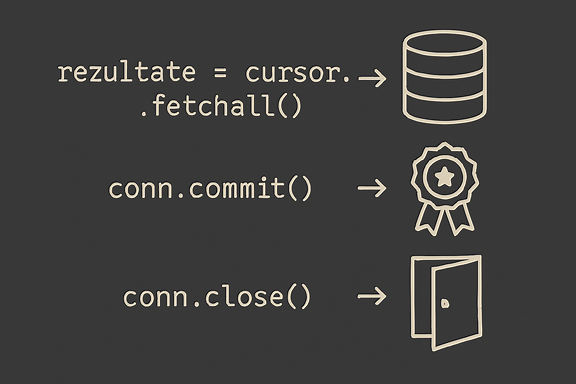 rezultate = cursor.
.fetchall()
conn.commit()
conn.close()